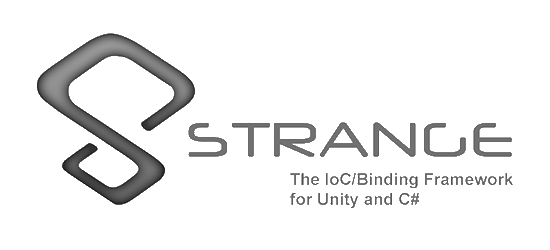 STRANGE
The IoC/Binding Framework
for Unity and C#